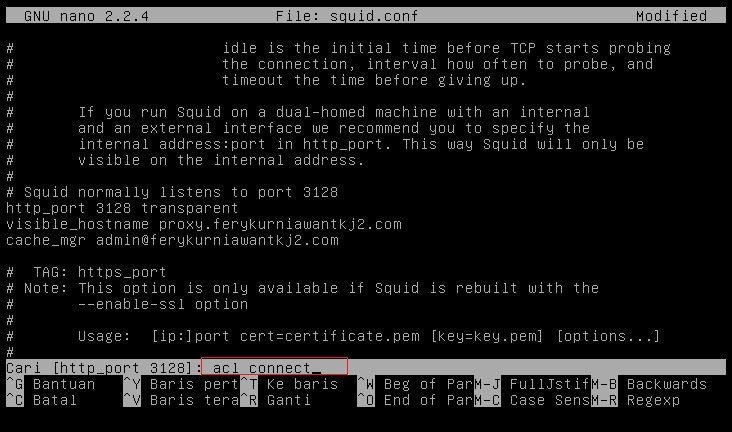 GNU nano 2.2.4 File: squid.conf Modified
# idle is the initial time before TCP starts probing
# the connection, interval how often to probe, and
# timeout the time before giving up.
#
# If you run Squid on a dual-homed machine with an internal
# and an external interface we recommend you to specify the
# internal address:port in http_port. This way Squid will only be
# visible on the internal address.
#
# Squid normally listens to port 3128
http_port 3128 transparent
visible_hostname proxy.ferykurniawantkj2.com
cache_mgr admin@ferykurniawantkj2.com
# TAG: https_port
# Note: This option is only available if Squid is rebuilt with the
# --enable-ssl option
#
# Usage: [ip:]port cert=certificate.pem [key=key.pem] [options...]
#
Cari [http_port 3128]: acl connect_
^G Bantuan ^Y Baris pert^T Ke baris ^W Beg of ParM-J FullJstifM-B Backwards
^C Batal ^V Baris tera^R Ganti ^O End of ParM-C Case SensM-R Regexp